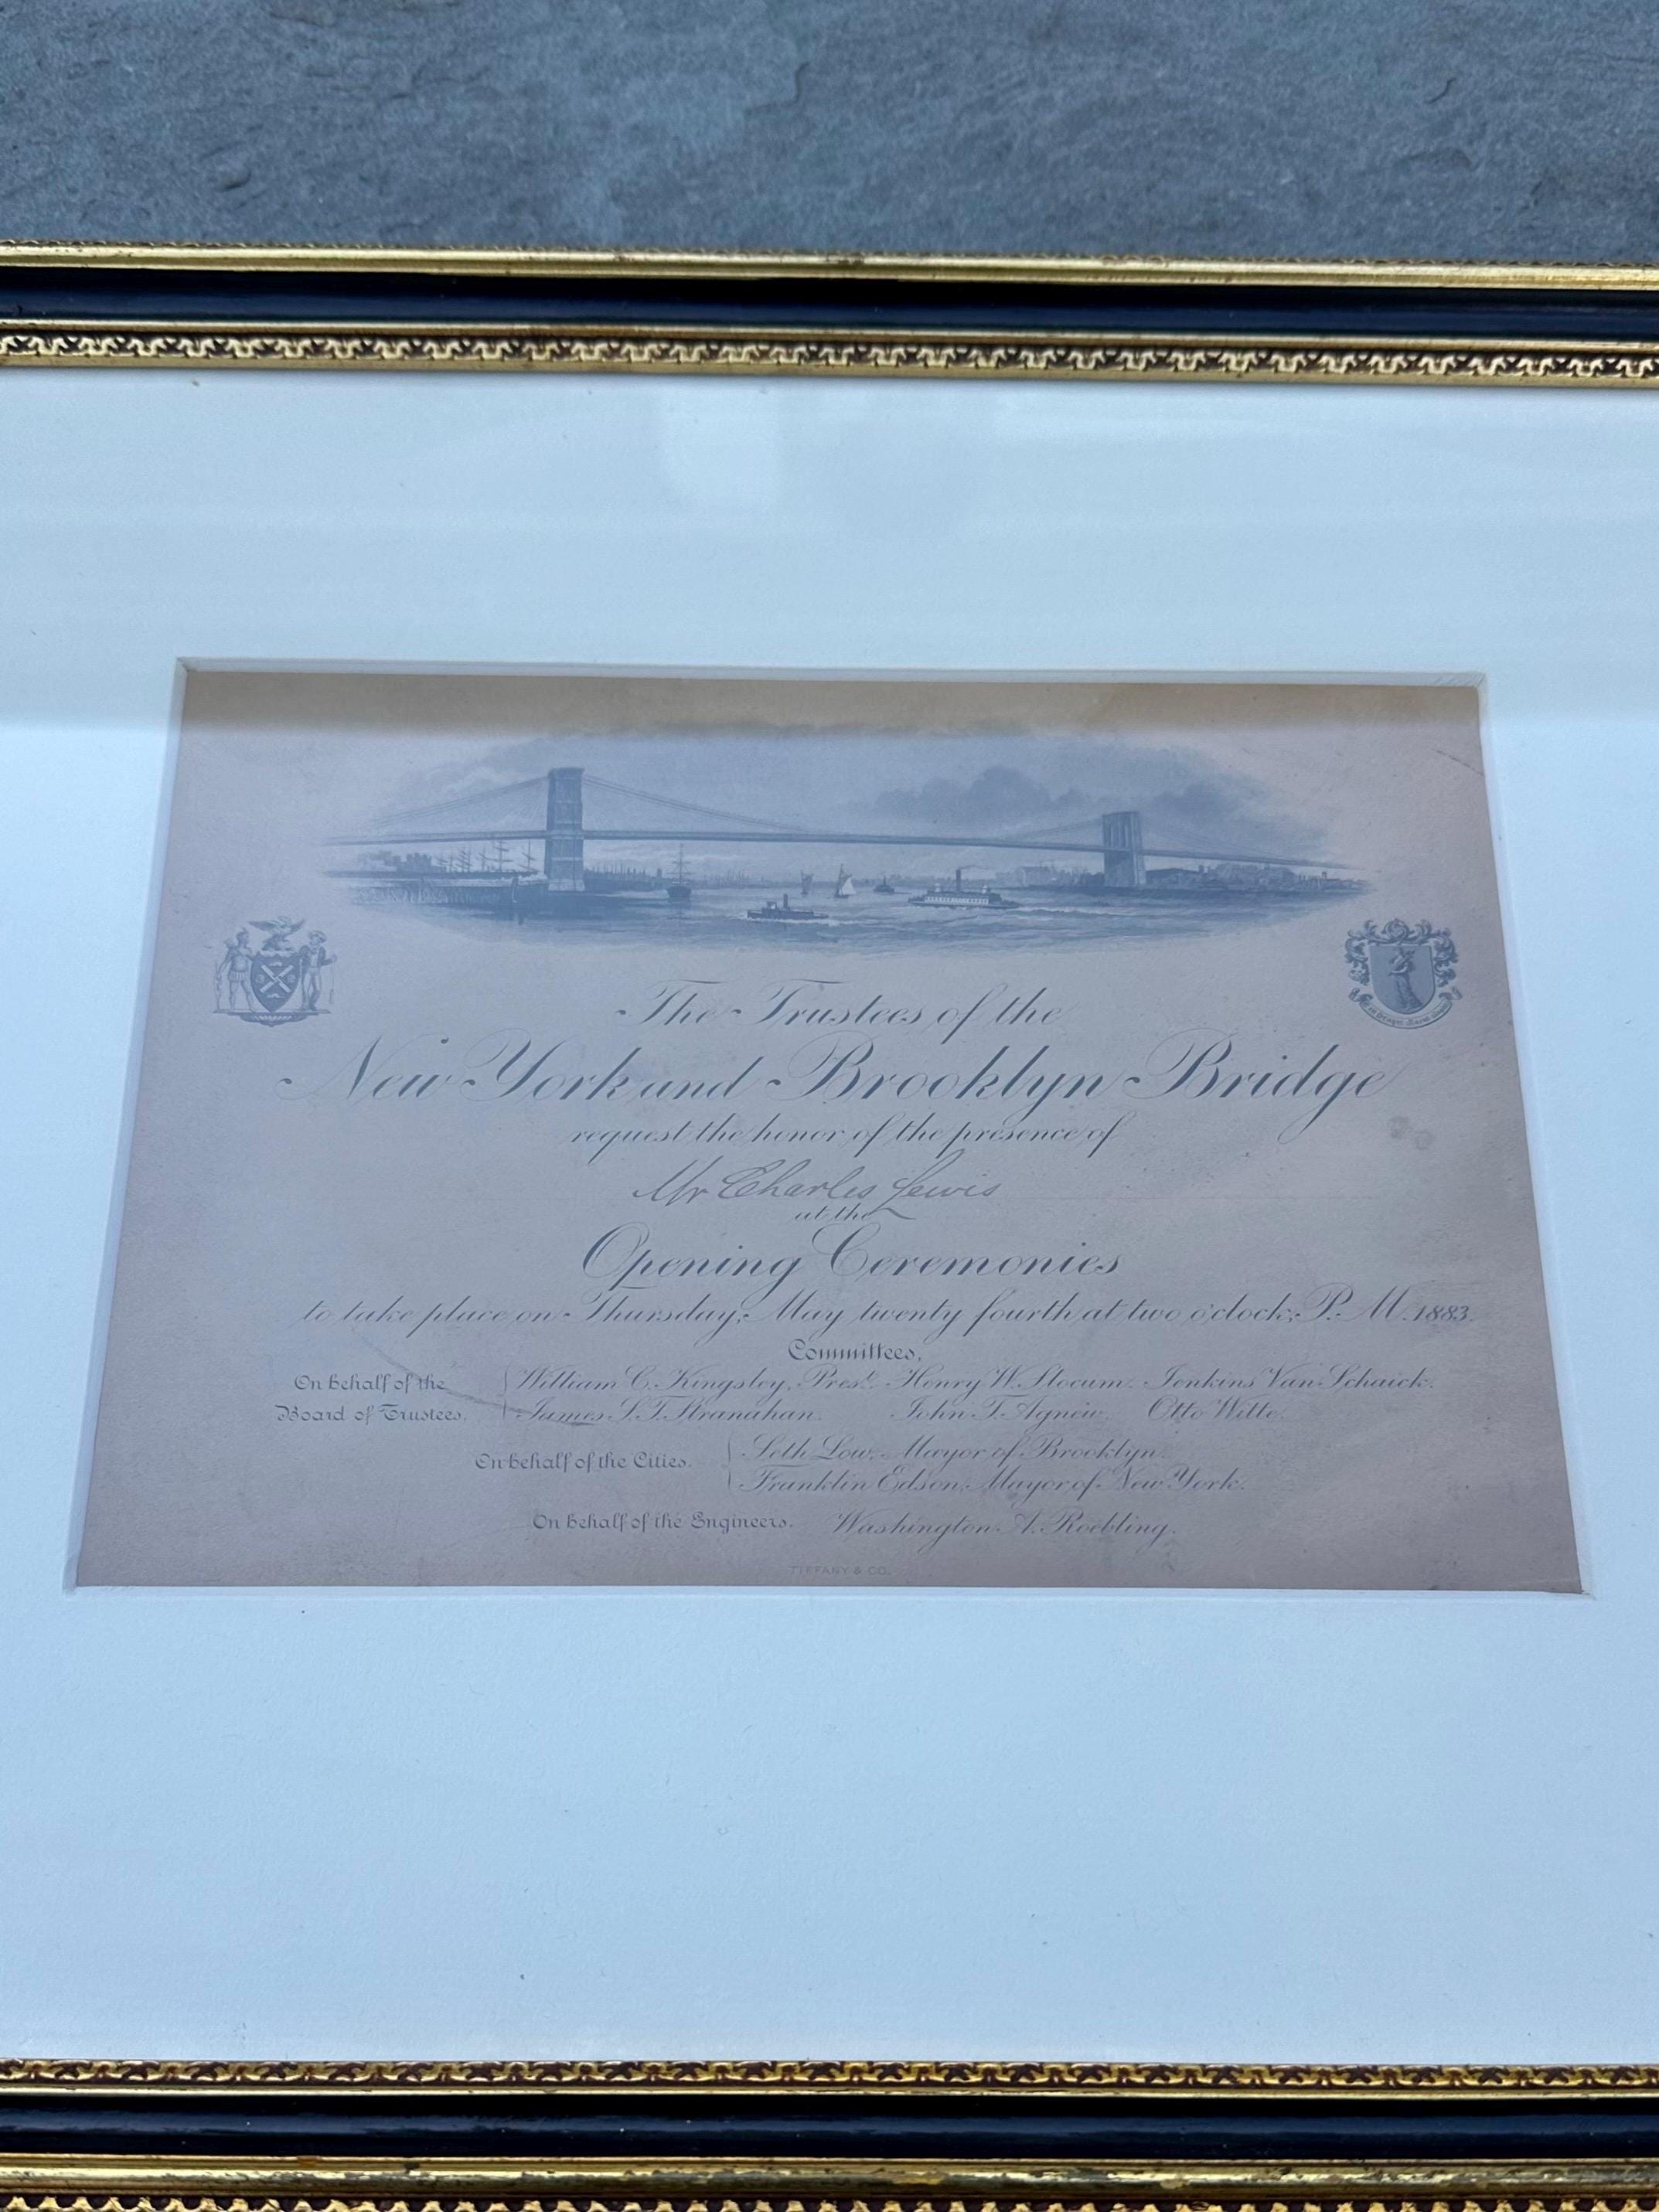 The Trustees of the
New York and Brooklyn Bridge
request the honor of the presence of
Mr Charles Lewis
at the
Opening Ceremonies
to take place on Thursday, May twenty fourth at two o'clock, P. M. 1883.
Committees,
On behalf of the Board of Trustees. William C. Kingsley, Prest. Henry W. Slocum. Jenkins Van Schaick.
James S. T. Stranahan. John T. Agnew. Otto Witte.
On behalf of the Cities. Seth Low, Mayor of Brooklyn.
Franklin Edson, Mayor of New York.
On behalf of the Engineers. Washington A. Roebling.
TIFFANY & CO.